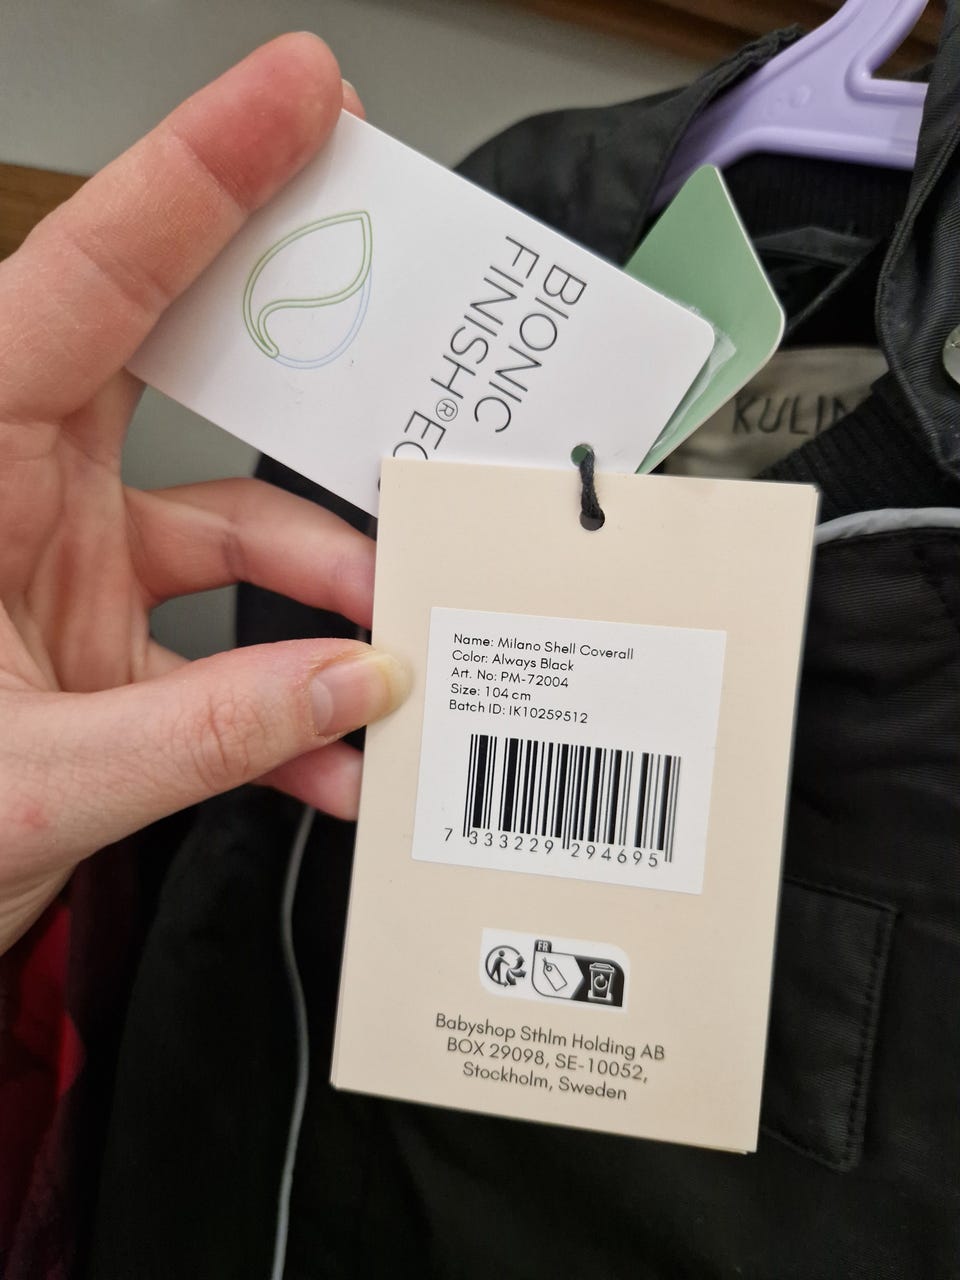 BIONIC
FINISH®EC
KULIN
Name: Milano Shell Coverall
Color: Always Black
Art. No: PM-72004
Size: 104 cm
Batch ID: IK10259512
7 333229 294695
FR
Babyshop Sthlm Holding AB
BOX 29098, SE-10052,
Stockholm, Sweden